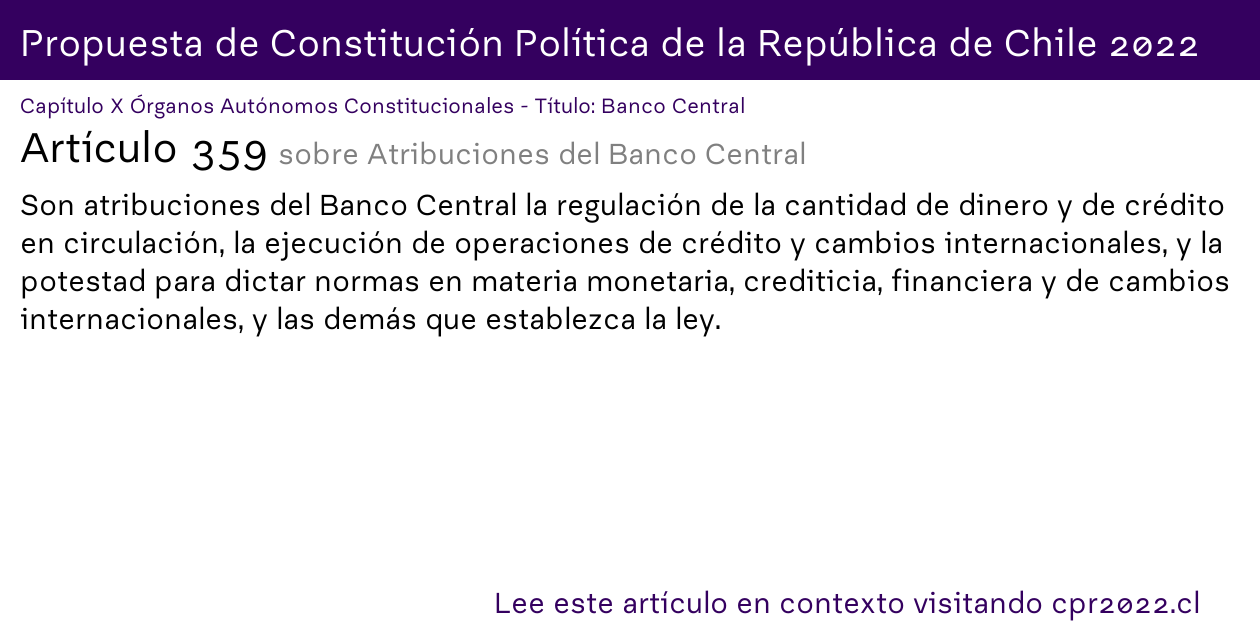 Propuesta de Constitución Política de la República de Chile 2022
Capítulo X Órganos Autónomos Constitucionales - Título: Banco Central
Artículo 359 sobre Atribuciones del Banco Central
Son atribuciones del Banco Central la regulación de la cantidad de dinero y de crédito
en circulación, la ejecución de operaciones de crédito y cambios internacionales, y la
potestad para dictar normas en materia monetaria, crediticia, financiera y de cambios
internacionales, y las demás que establezca la ley.
Lee este artículo en contexto visitando cpr2022.cl